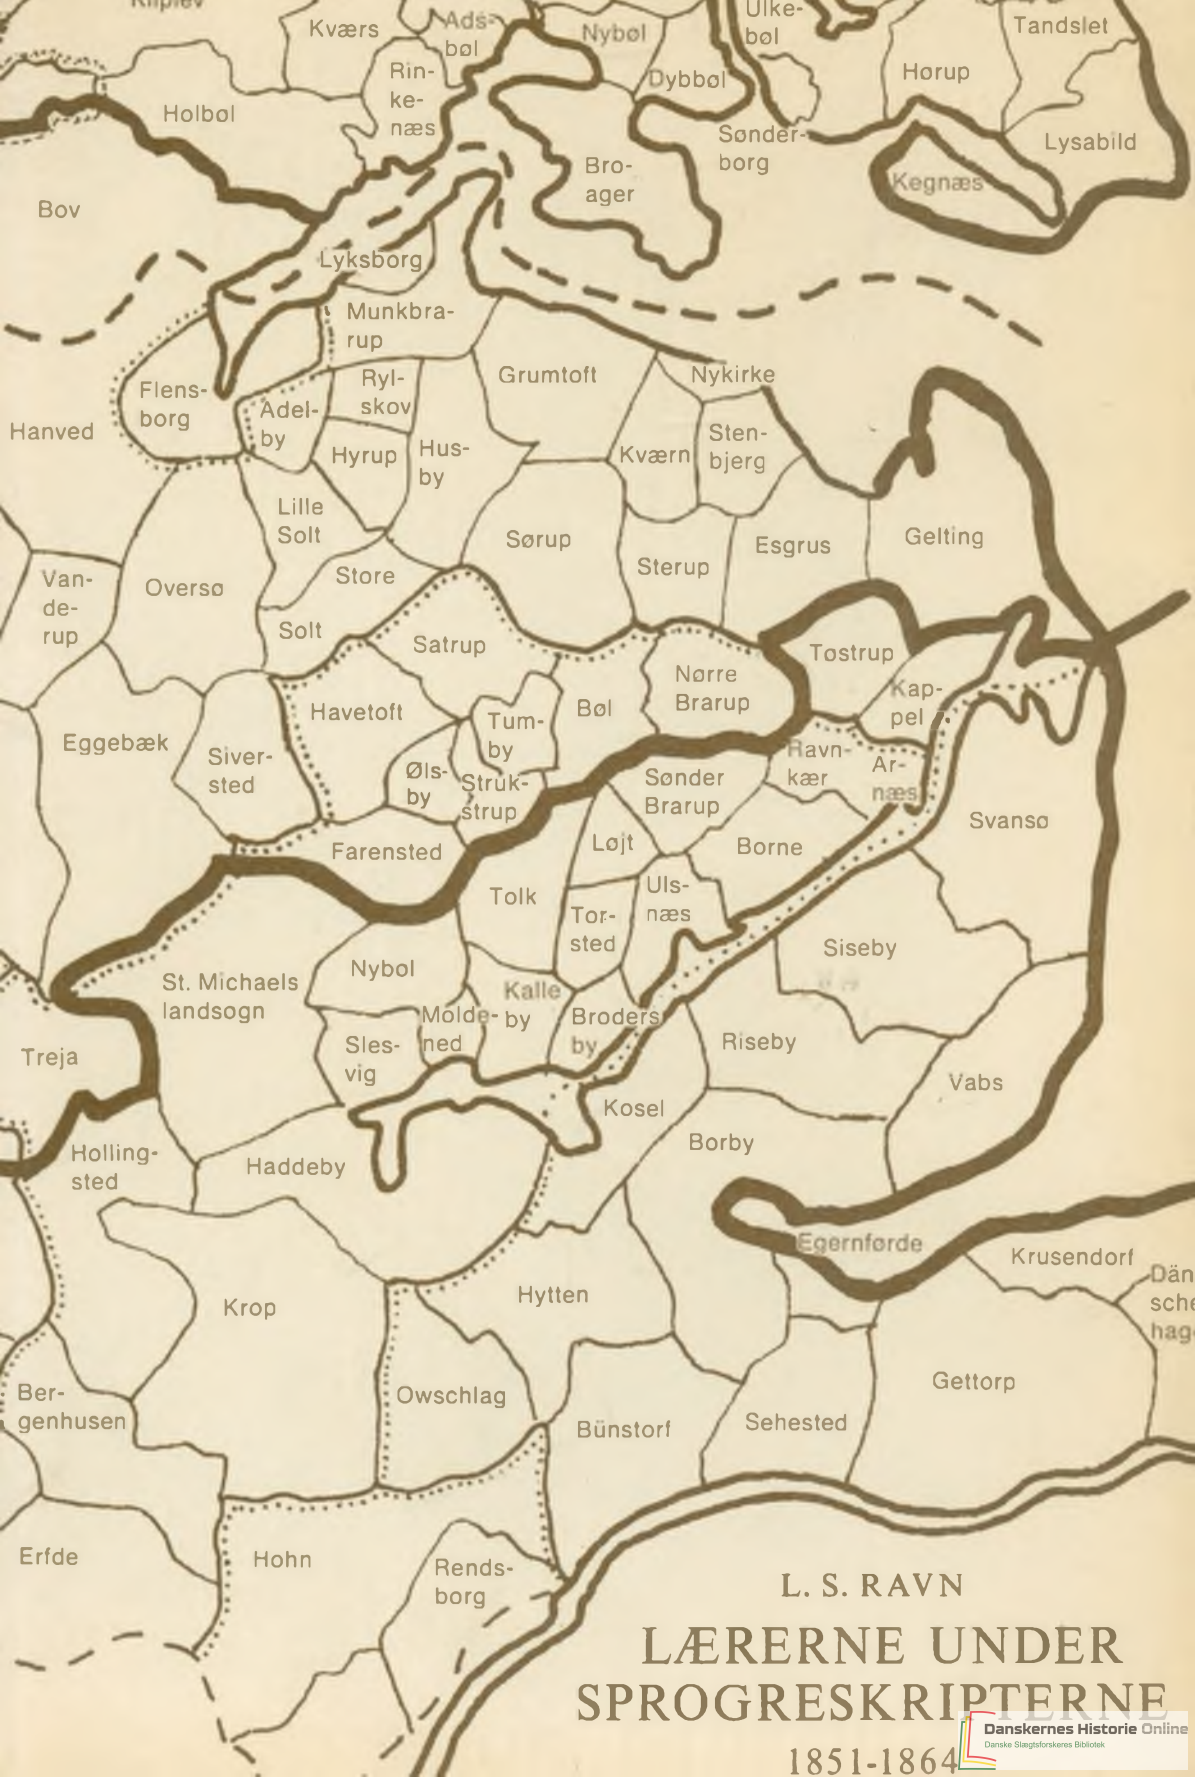 Kværs
Ads-
bøl
Nybøl
Ulke-
bøl
Tandslet
Rin-
ke-
næs
Dybbøl
Hørup
Holbøl
Sønder-
borg
Lysabild
Bro-
ager
Kegnæs
Bov
Lyksborg
Munkbra-
rup
Flens-
borg
Adel-
by
Ryl-
skov
Grumtoft
Nykirke
Hanved
Hyrup
Hus-
by
Kværn
Sten-
bjerg
Lille
Solt
Sørup
Sterup
Esgrus
Gelting
Van-
de-
rup
Oversø
Store
Solt
Satrup
Tostrup
Nørre
Brarup
Kap-
pel
Havetoft
Bøl
Tum-
by
Eggebæk
Siver-
sted
Øls-
by
Struk-
strup
Sønder
Brarup
Ravn-
kær
Ar-
næs
Svansø
Farensted
Løjt
Borne
Tolk
Uls-
næs
Tor-
sted
Siseby
St. Michaels
landsogn
Nybøl
Kalle
by
Molde-
ned
Broders
by
Treja
Sles-
vig
Riseby
Vabs
Kosel
Borby
Holling-
sted
Haddeby
Egernførde
Krusendorf
Dän
sche
hag-
Krop
Hytten
Ber-
genhusen
Owschlag
Gettorp
Bünstorf
Sehested
Erfde
Hohn
Rends-
borg
L. S. RAVN
LÆRERNE UNDER
SPROGRESKRIPTERNE
1851-1864
Danskernes Historie Online
Danske Slægtsforskeres Bibliotek